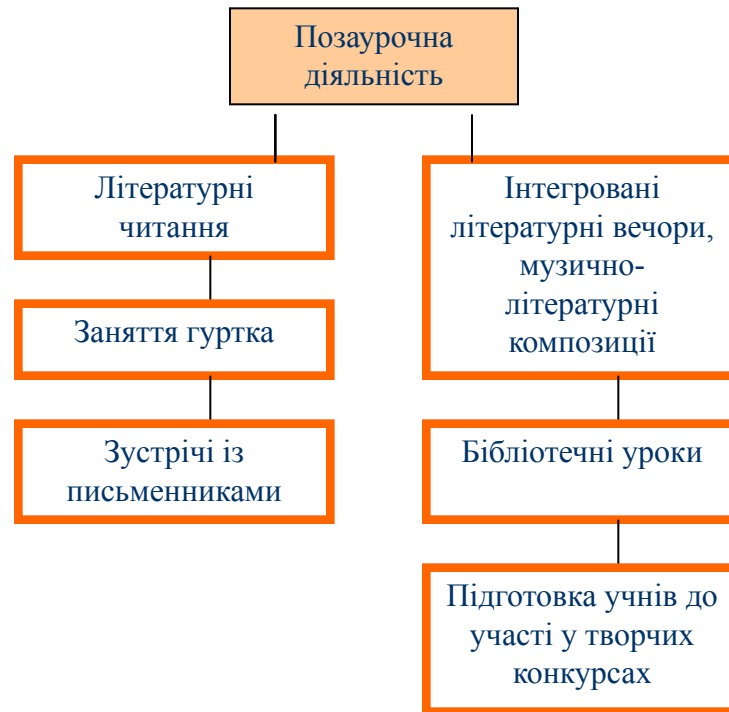 Позаурочна
діяльність
Літературні
читання
Заняття гуртка
Зустрічі із
письменниками
Інтегровані
літературні вечори,
музично-
літературні
композиції
Бібліотечні уроки
Підготовка учнів до
участі у творчих
конкурсах